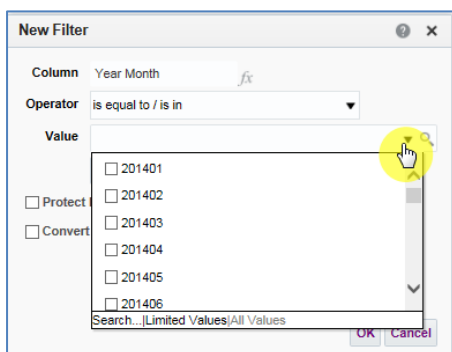 New Filter
Column Year Month fx
Operator is equal to / is in
Value
201401
201402
201403
201404
201405
201406
Protect
Convert
Search...|Limited Values|All Values
OK Cancel